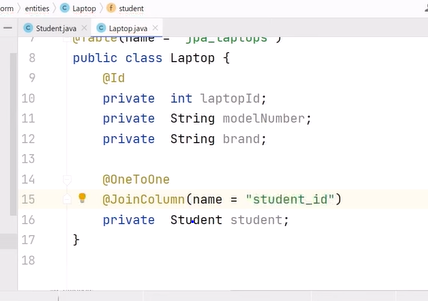 orm
entities
Laptop
student
Student.java
Laptop.java
7 @Table(name = "jpa_laptops")
8 public class Laptop {
9 @Id
10 private int laptopId;
11 private String modelNumber;
12 private String brand;
13
14 @OneToOne
15 @JoinColumn(name = "student_id")
16 private Student student;
17 }
18